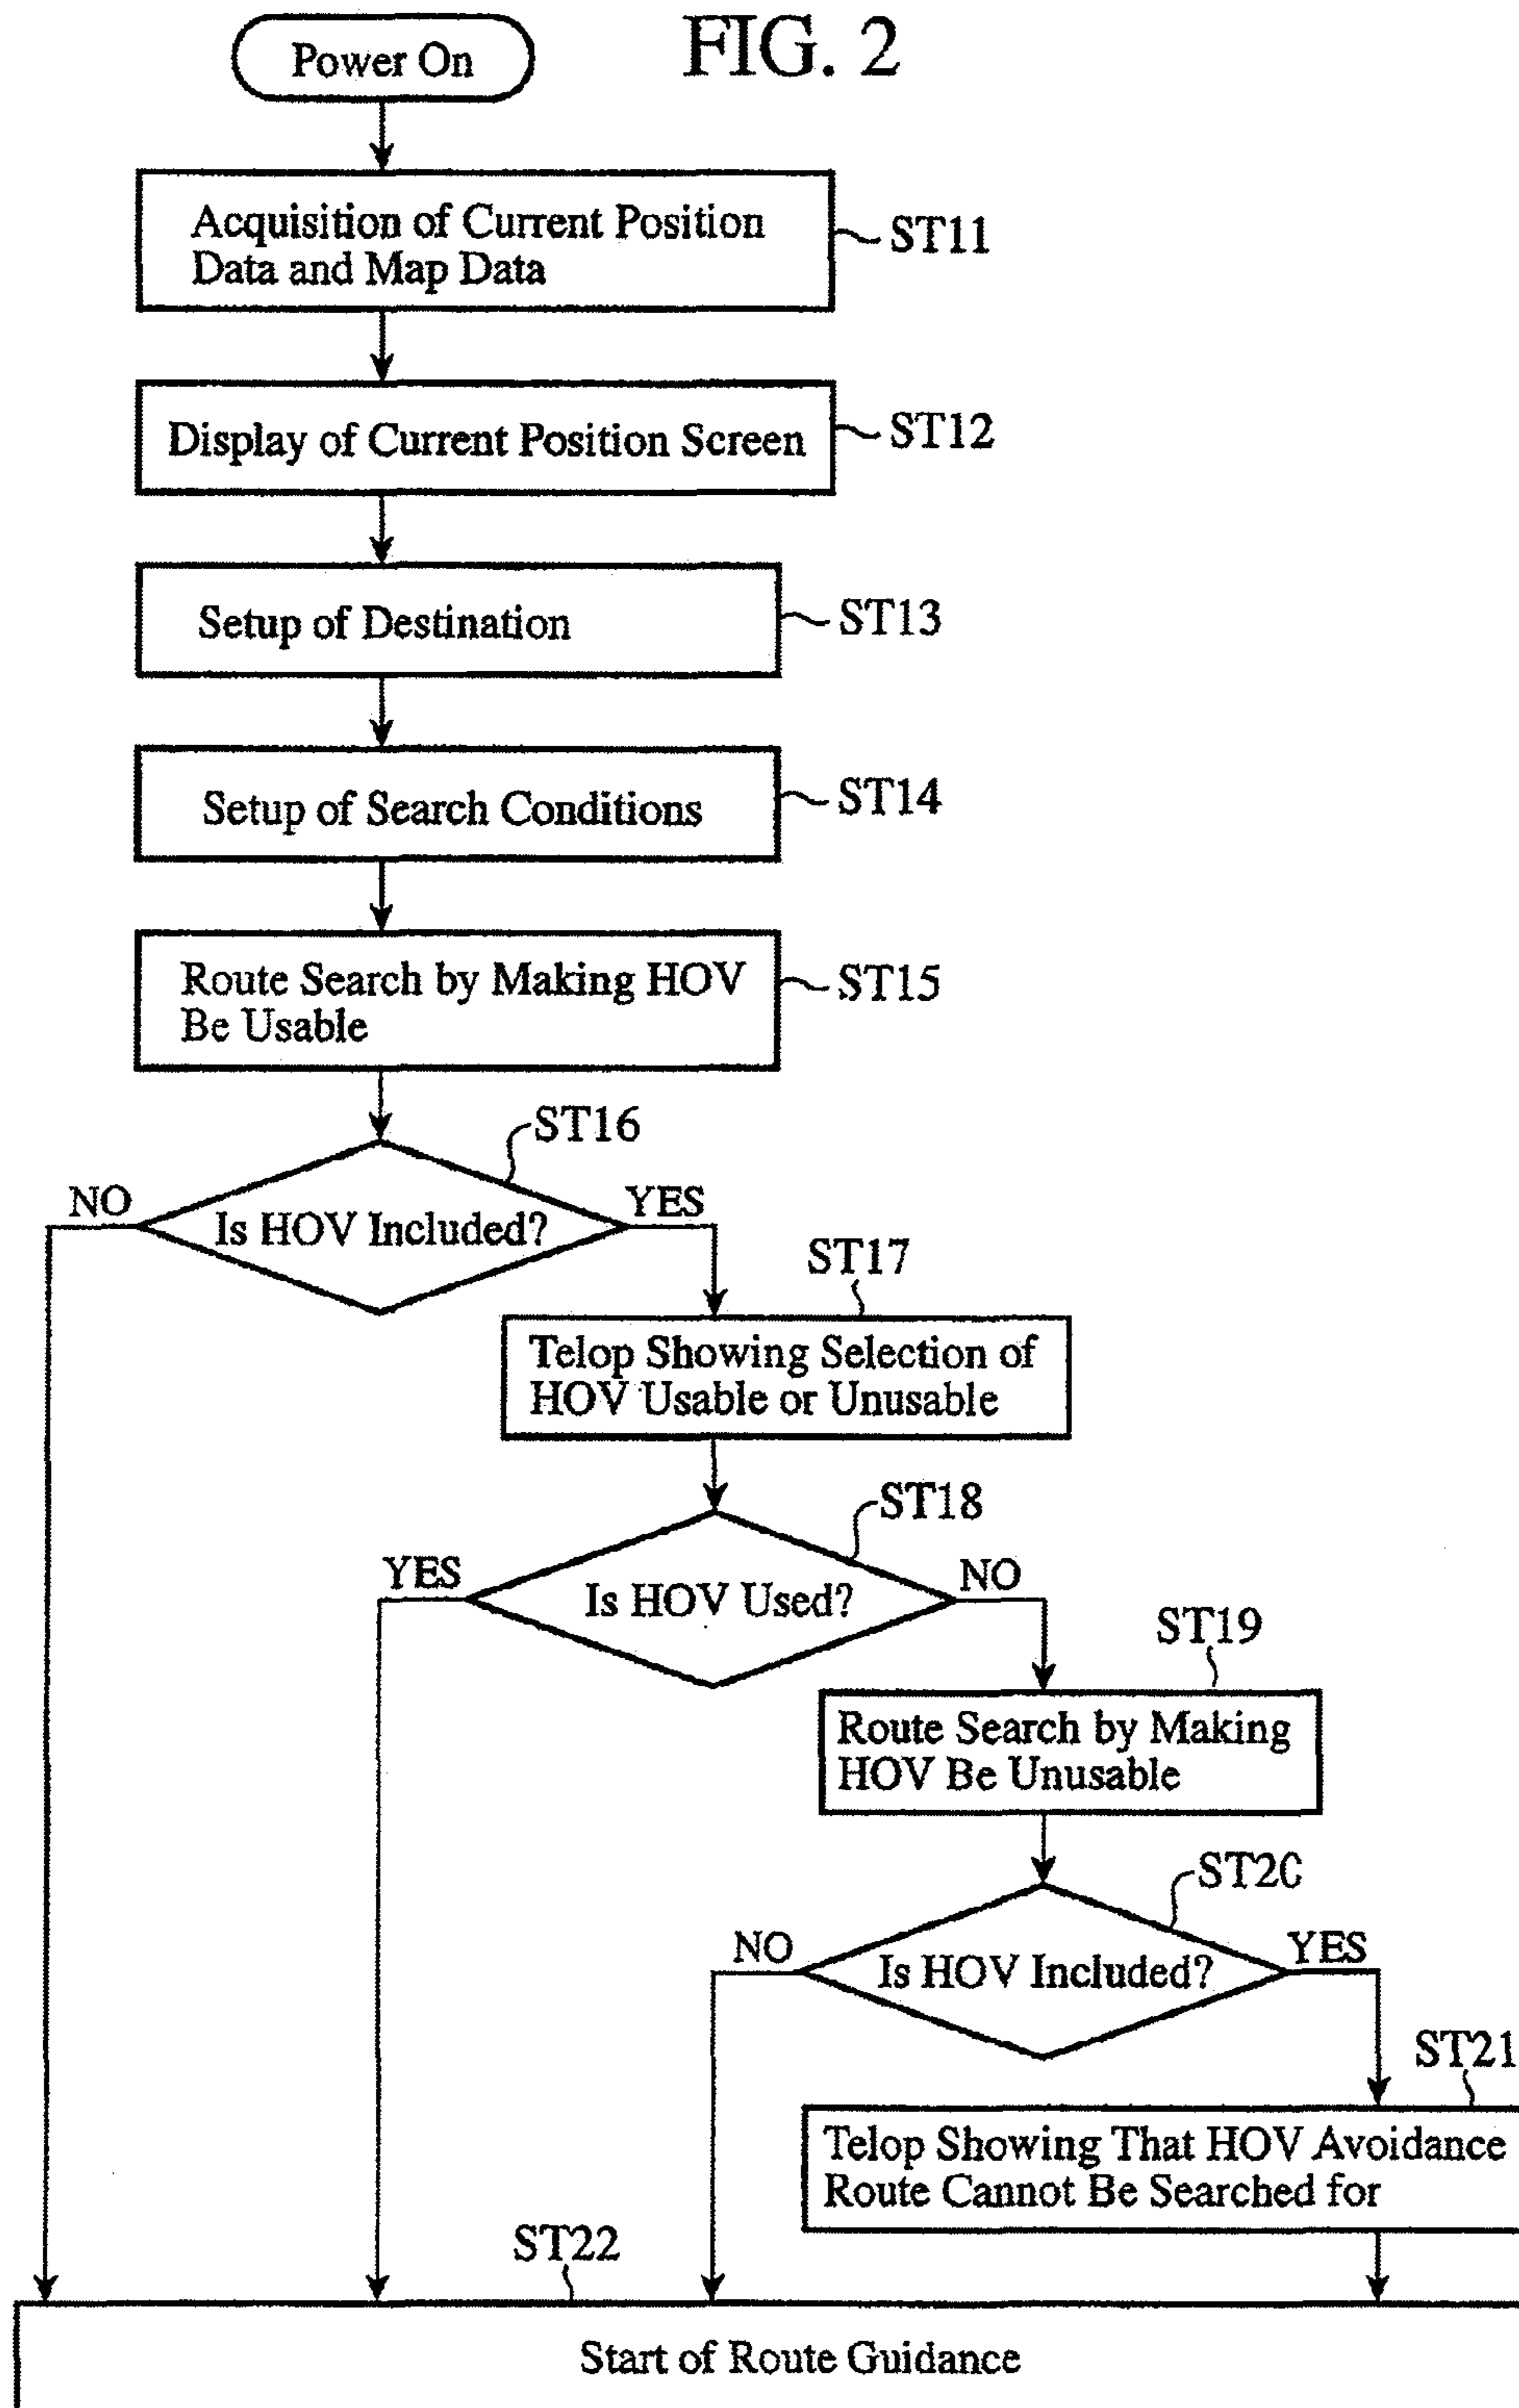 FIG. 2
Power On
Acquisition of Current Position
Data and Map Data
ST11
Display of Current Position Screen
ST12
Setup of Destination
ST13
Setup of Search Conditions
ST14
Route Search by Making HOV
Be Usable
ST15
ST16
NO
Is HOV Included?
YES
ST17
Telop Showing Selection of
HOV Usable or Unusable
ST18
YES
Is HOV Used?
NO
ST19
Route Search by Making
HOV Be Unusable
ST20
NO
Is HOV Included?
YES
ST21
Telop Showing That HOV Avoidance
Route Cannot Be Searched for
ST22
Start of Route Guidance